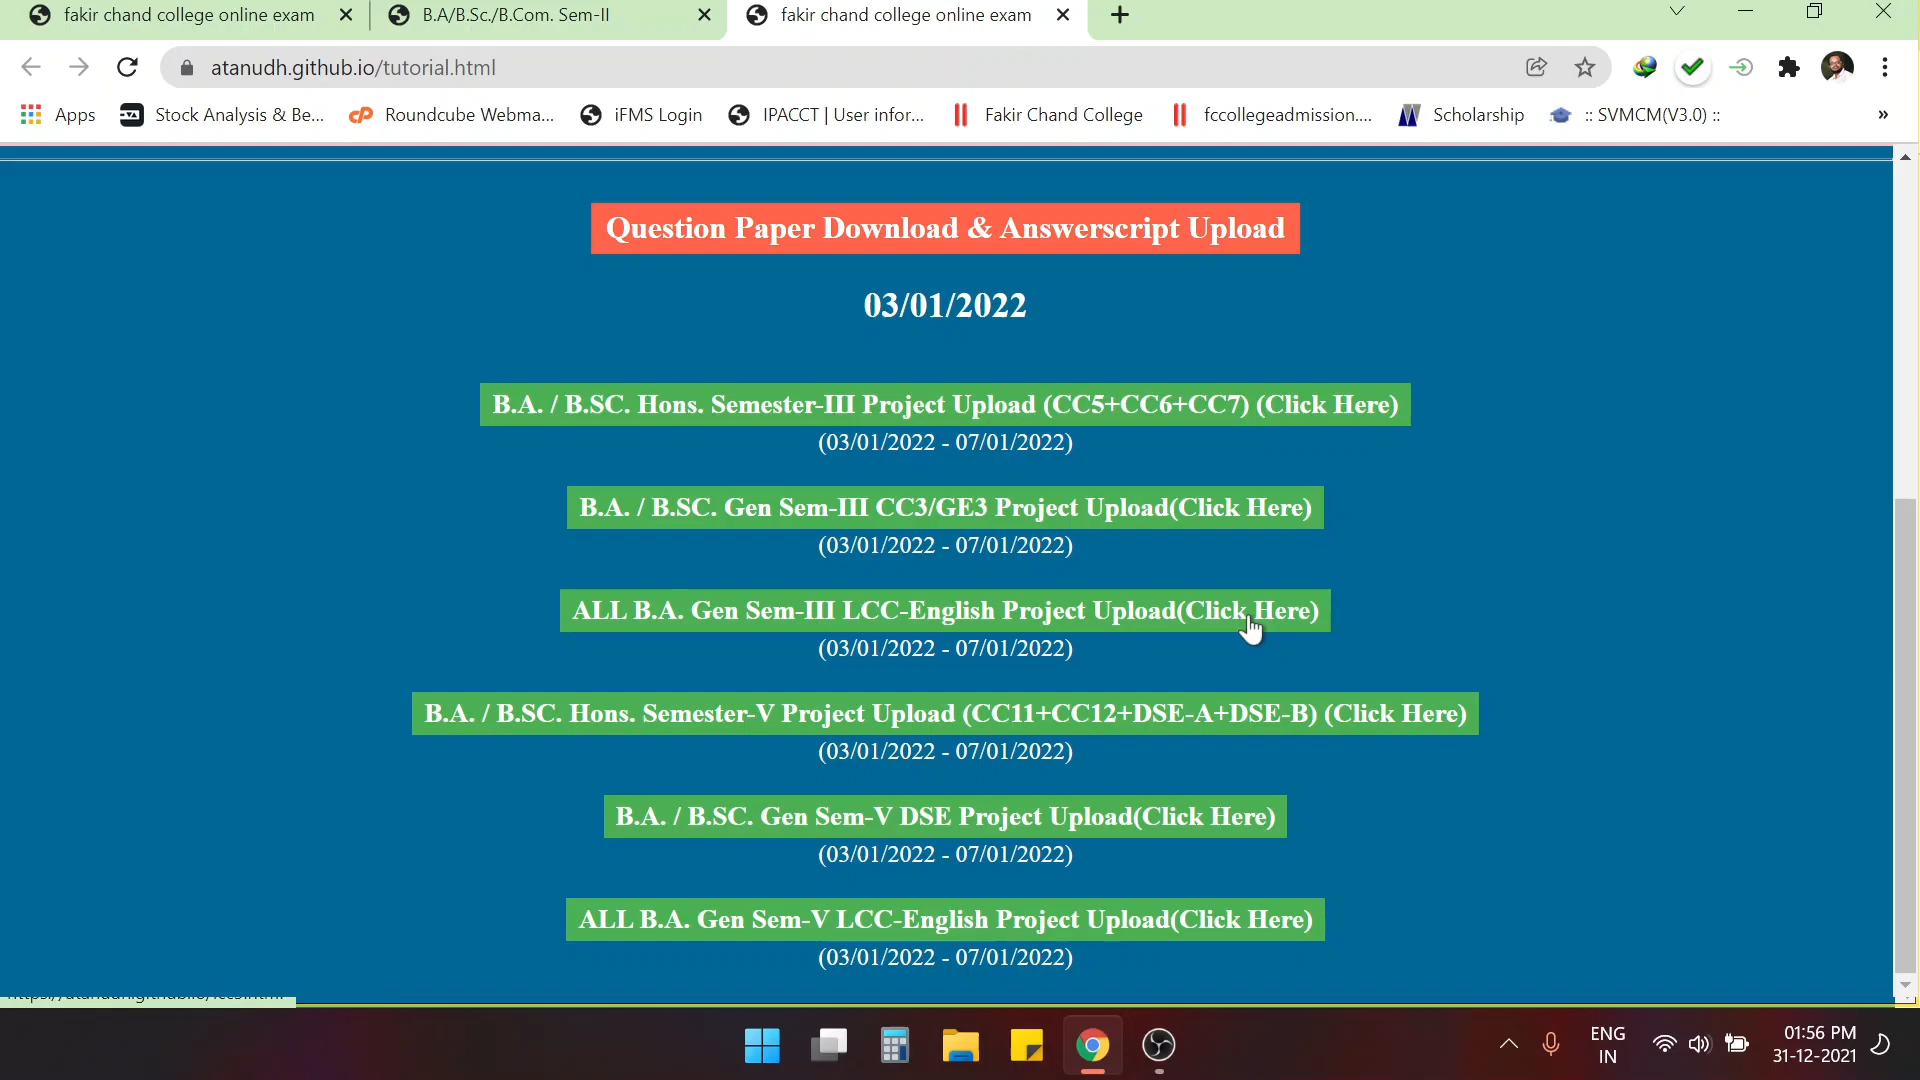 fakir chand college online exam
B.A/B.Sc./B.Com. Sem-II
fakir chand college online exam
atanudh.github.io/tutorial.html
Apps
Stock Analysis & Be...
Roundcube Webma...
iFMS Login
IPACCT | User infor...
Fakir Chand College
fccollegeadmission....
Scholarship
:: SVMCM(V3.0) ::
»
Question Paper Download & Answerscript Upload
03/01/2022
B.A. / B.SC. Hons. Semester-III Project Upload (CC5+CC6+CC7) (Click Here)
(03/01/2022 - 07/01/2022)
B.A. / B.SC. Gen Sem-III CC3/GE3 Project Upload(Click Here)
(03/01/2022 - 07/01/2022)
ALL B.A. Gen Sem-III LCC-English Project Upload(Click Here)
(03/01/2022 - 07/01/2022)
B.A. / B.SC. Hons. Semester-V Project Upload (CC11+CC12+DSE-A+DSE-B) (Click Here)
(03/01/2022 - 07/01/2022)
B.A. / B.SC. Gen Sem-V DSE Project Upload(Click Here)
(03/01/2022 - 07/01/2022)
ALL B.A. Gen Sem-V LCC-English Project Upload(Click Here)
(03/01/2022 - 07/01/2022)
ENG
IN
01:56 PM
31-12-2021